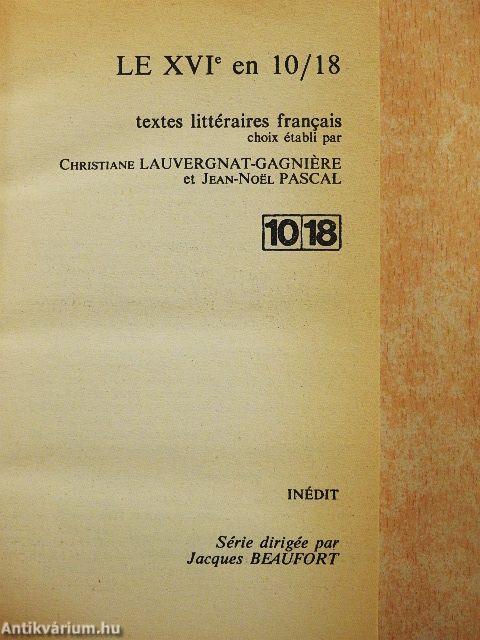 LE XVIe en 10/18
textes littéraires français
choix établi par
CHRISTIANE LAUVERGNAT-GAGNIÈRE
et JEAN-NOËL PASCAL
10 18
INÉDIT
Série dirigée par
Jacques BEAUFORT
Antikvárium.hu